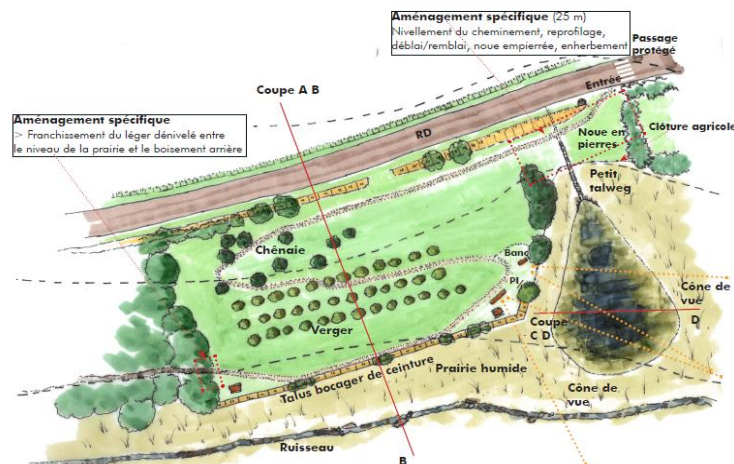 Aménagement spécifique (25 m)
Nivellement du cheminement, reprofilage,
déblai/remblai, noue empierrée, enherbement
Passage
protégé
Coupe A B
Entrée
Aménagement spécifique
> Franchissement du léger dénivelé entre
le niveau de la prairie et le boisement arrière
RD
Noue en
pierres
Clôture agricole
Petit
talweg
Chênaie
Banc
PI
Cône de
vue
Verger
Coupe
C D
D
Prairie humide
Talus bocager de ceinture
Cône de
vue
Ruisseau
B